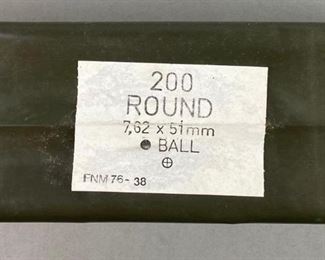 200
ROUND
7,62 x 51mm
● BALL
⊕
FNM 76-38